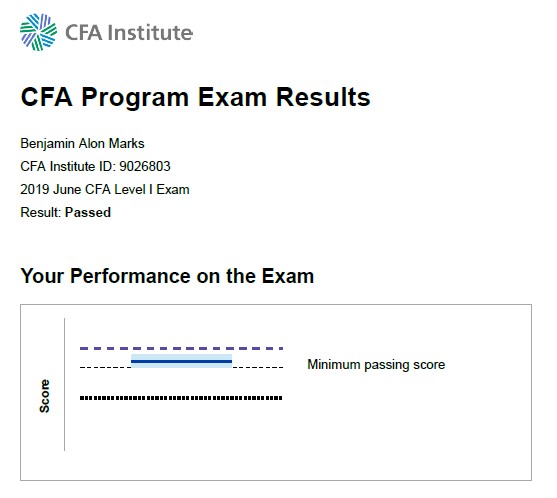 CFA Institute
CFA Program Exam Results
Benjamin Alon Marks
CFA Institute ID: 9026803
2019 June CFA Level I Exam
Result: Passed
Your Performance on the Exam
Score
Minimum passing score